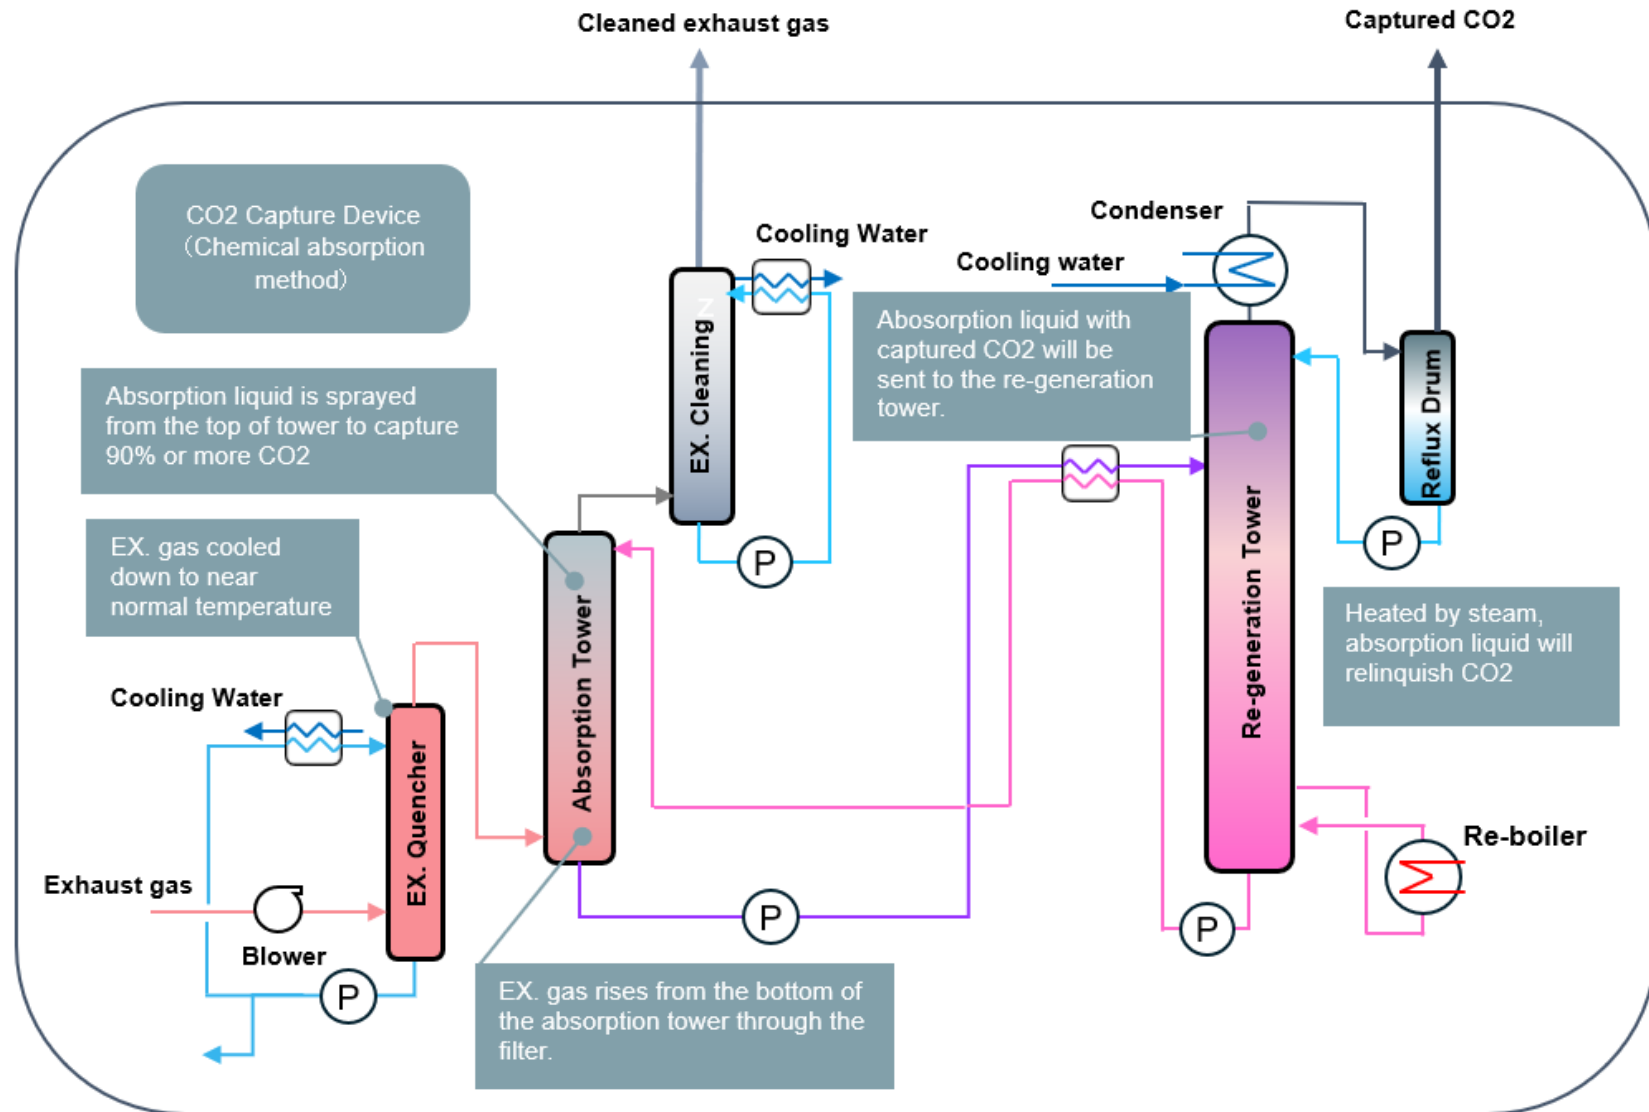 Cleaned exhaust gas
Captured CO2
CO2 Capture Device
（Chemical absorption
method）
Cooling Water
Condenser
Cooling water
EX. Cleaning
Z
Abosorption liquid with
captured CO2 will be
sent to the re-generation
tower.
Reflux Drum
Absorption liquid is sprayed
from the top of tower to capture
90% or more CO2
EX. gas cooled
down to near
normal temperature
P
P
Absorption Tower
Re-generation Tower
Heated by steam,
absorption liquid will
relinquish CO2
Cooling Water
EX. Quencher
Re-boiler
Exhaust gas
Blower
P
P
P
EX. gas rises from the bottom of
the absorption tower through the
filter.